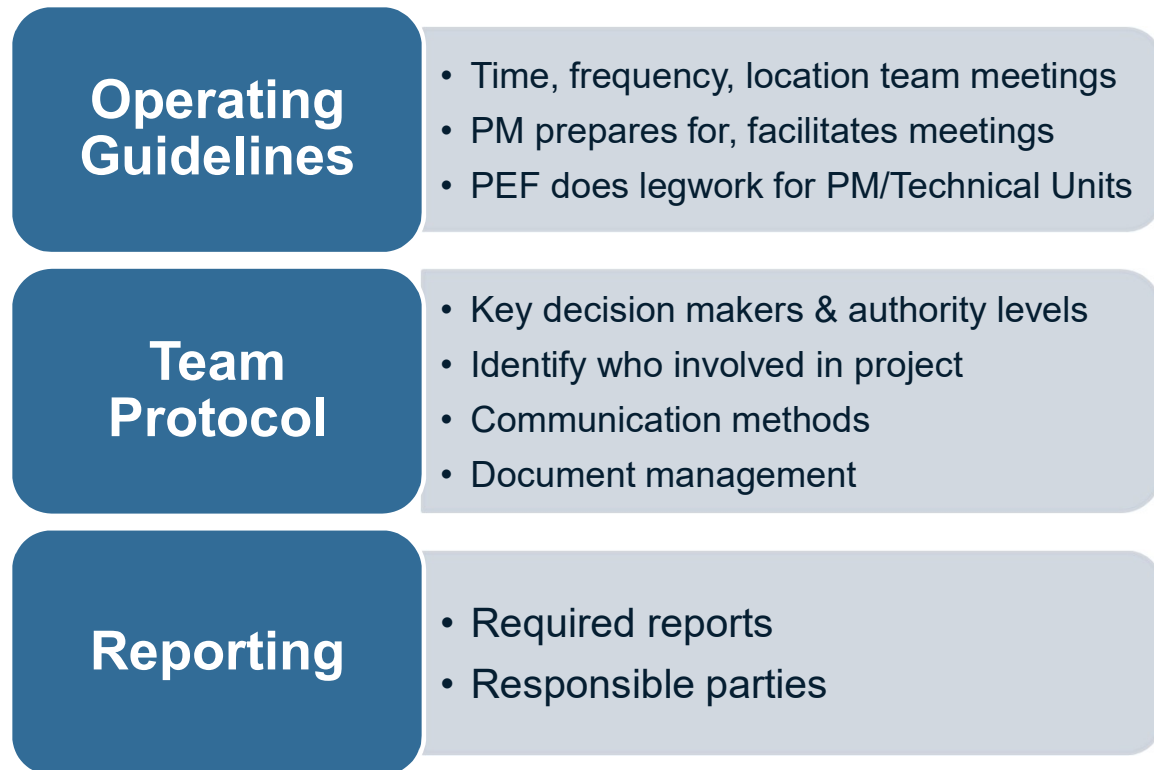 Operating
Guidelines
• Time, frequency, location team meetings
• PM prepares for, facilitates meetings
• PEF does legwork for PM/Technical Units
Team
Protocol
• Key decision makers & authority levels
• Identify who involved in project
• Communication methods
• Document management
Reporting
• Required reports
• Responsible parties